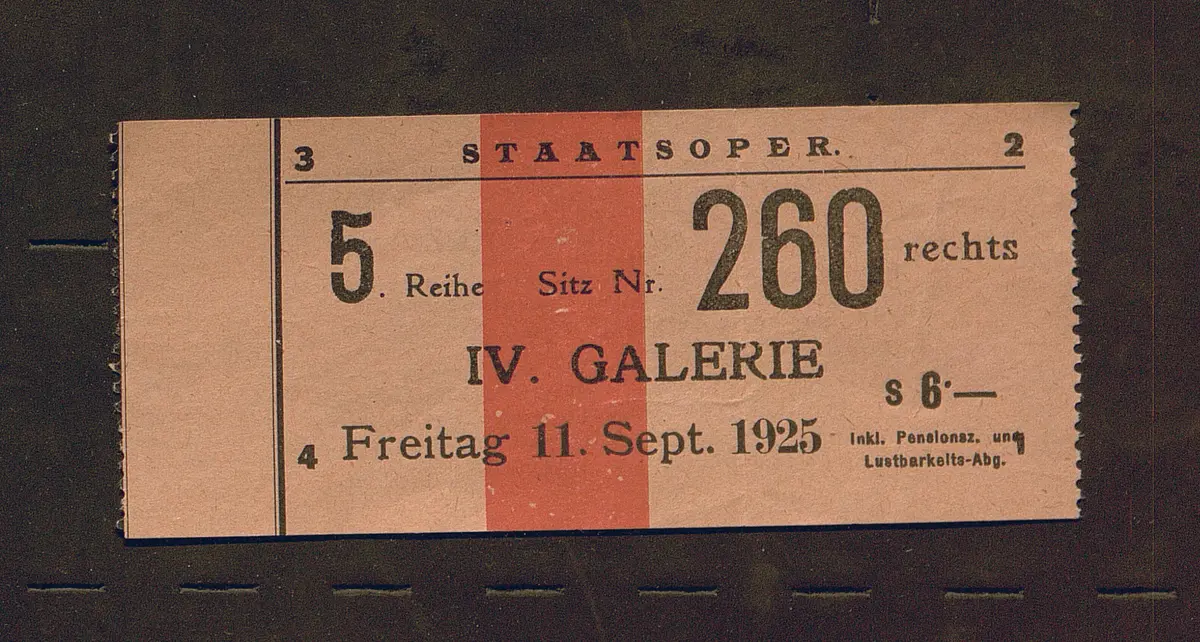 3 STAATSOPER. 2
5. Reihe Sitz Nr. 260 rechts
IV. GALERIE
S 6·—
4 Freitag 11. Sept. 1925
Inkl. Pensionsz. und
Lustbarkeits-Abg.